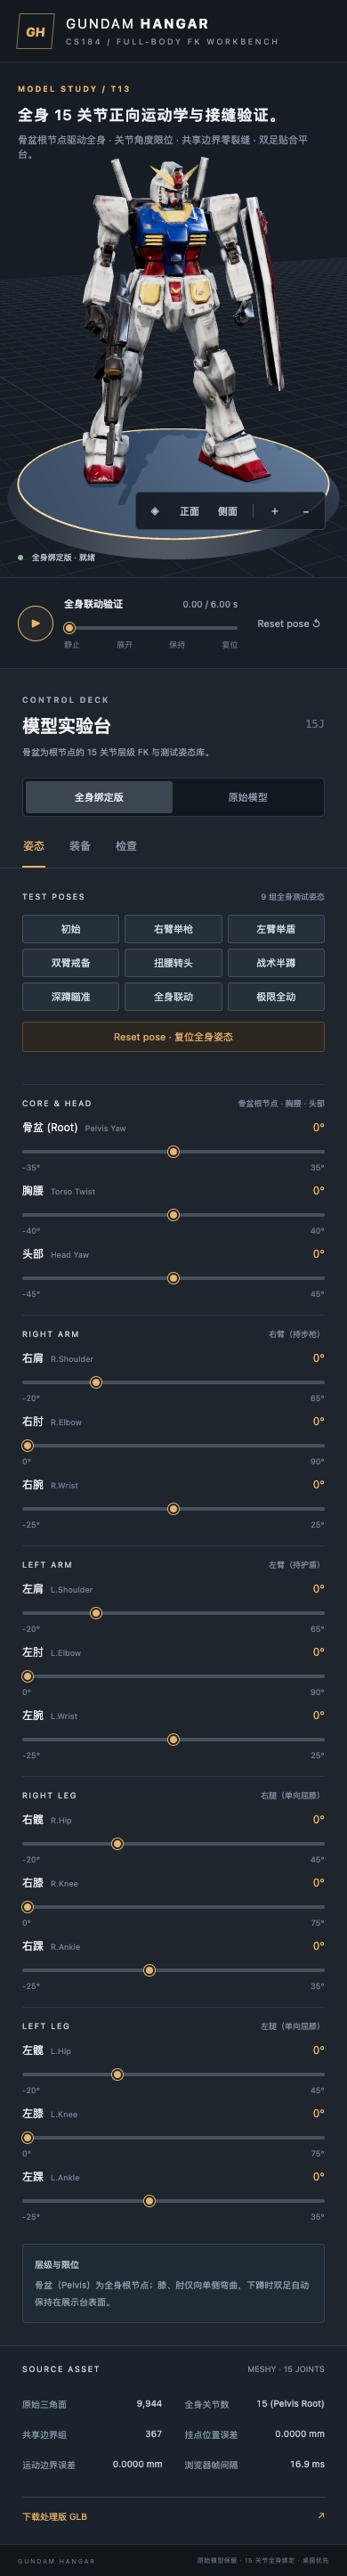 GH
GUNDAM HANGAR
CS184 / FULL-BODY FK WORKBENCH
MODEL STUDY / T13
全身 15 关节正向运动学与接缝验证。
骨盆根节点驱动全身 · 关节角度限位 · 共享边界零裂缝 · 双足贴合平
台。
◈ 正面 侧面 + −
全身绑定版 · 就绪
全身联动验证 0.00 / 6.00 s
Reset pose ↺
静止 展开 保持 复位
CONTROL DECK
模型实验台 15J
骨盆为根节点的 15 关节层级 FK 与测试姿态库。
全身绑定版 原始模型
姿态 装备 检查
TEST POSES 9 组全身测试姿态
初始 右臂举枪 左臂举盾
双臂戒备 扭腰转头 战术半蹲
深蹲瞄准 全身联动 极限全动
Reset pose · 复位全身姿态
CORE & HEAD 骨盆根节点 · 胸腰 · 头部
骨盆 (Root) Pelvis Yaw 0°
-35° 35°
胸腰 Torso Twist 0°
-40° 40°
头部 Head Yaw 0°
-45° 45°
RIGHT ARM 右臂（持步枪）
右肩 R.Shoulder 0°
-20° 65°
右肘 R.Elbow 0°
0° 90°
右腕 R.Wrist 0°
-25° 25°
LEFT ARM 左臂（持护盾）
左肩 L.Shoulder 0°
-20° 65°
左肘 L.Elbow 0°
0° 90°
左腕 L.Wrist 0°
-25° 25°
RIGHT LEG 右腿（单向屈膝）
右髋 R.Hip 0°
-20° 45°
右膝 R.Knee 0°
0° 75°
右踝 R.Ankle 0°
-25° 35°
LEFT LEG 左腿（单向屈膝）
左髋 L.Hip 0°
-20° 45°
左膝 L.Knee 0°
0° 75°
左踝 L.Ankle 0°
-25° 35°
层级与限位
骨盆（Pelvis）为全身根节点；膝、肘仅向单侧弯曲，下蹲时双足自动
保持在展示台表面。
SOURCE ASSET MESHY · 15 JOINTS
原始三角面 9,944 全身关节数 15 (Pelvis Root)
共享边界组 367 挂点位置误差 0.0000 mm
运动边界误差 0.0000 mm 浏览器帧间隔 16.9 ms
下载处理版 GLB ↗
GUNDAM HANGAR 原始模型保留 · 15 关节全身绑定 · 桌面优先